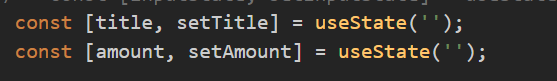 const [title, setTitle] = useState('');
const [amount, setAmount] = useState('');